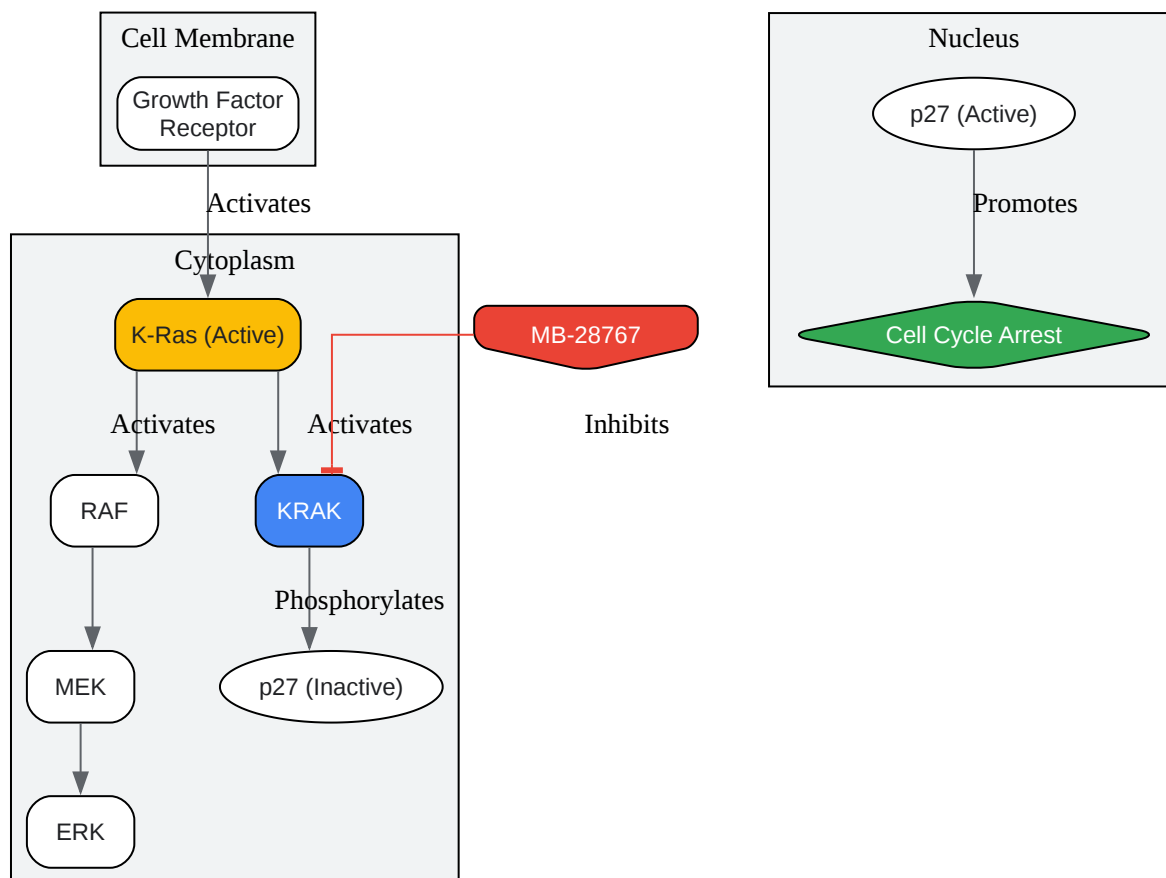 Cell Membrane
Growth Factor
Receptor
Activates
Cytoplasm
K-Ras (Active)
Activates
Activates
RAF
KRAK
Phosphorylates
MEK
p27 (Inactive)
ERK
MB-28767
Inhibits
Nucleus
p27 (Active)
Promotes
Cell Cycle Arrest